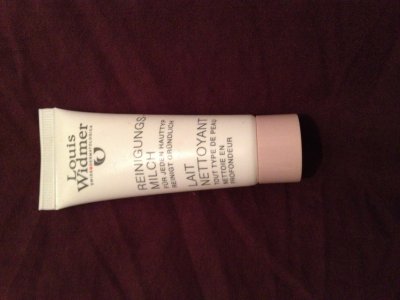 Louis
Widmer
REINIGUNGS
MILCH
FÜR JEDEN HAUTTYP
REINIGT GRÜNDLICH
LAIT
NETTOYANT
TOUT TYPE DE PEAU
NETTOIE EN
PROFONDEUR